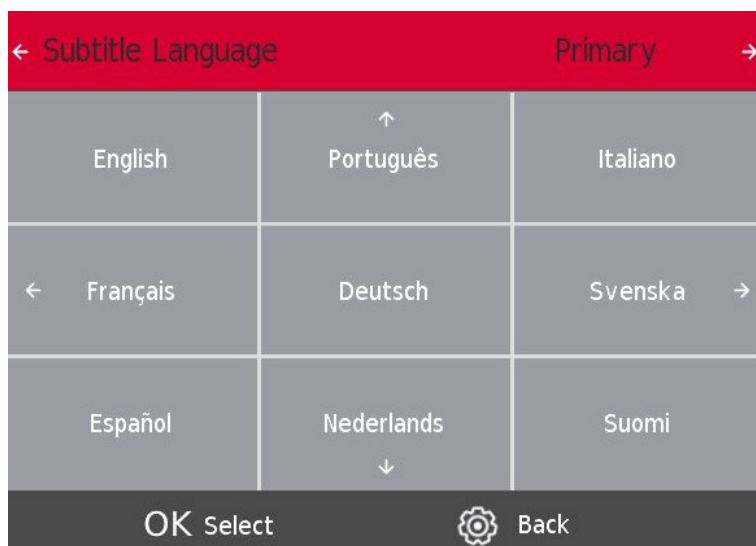 ← Subtitle Language Primary →
↑
English Português Italiano
← Français Deutsch Svenska →
Español Nederlands Suomi
↓
OK Select Back